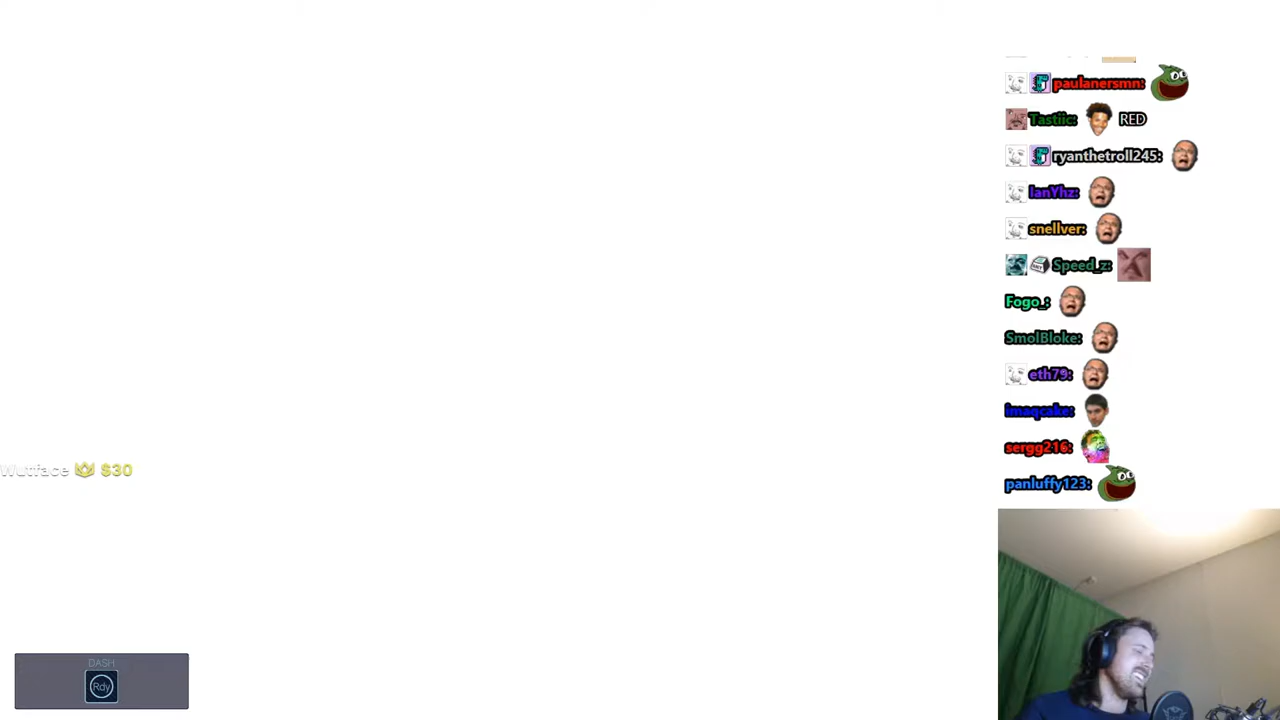 paulanersmn:
Tastiic: RED
ryanthetroll245:
IanYhz:
snellver:
Speed_z:
Fogo_:
SmolBloke:
eth79:
imaqcake:
sergg216:
panluffy123:
Wutface $30
DASH
Rdy